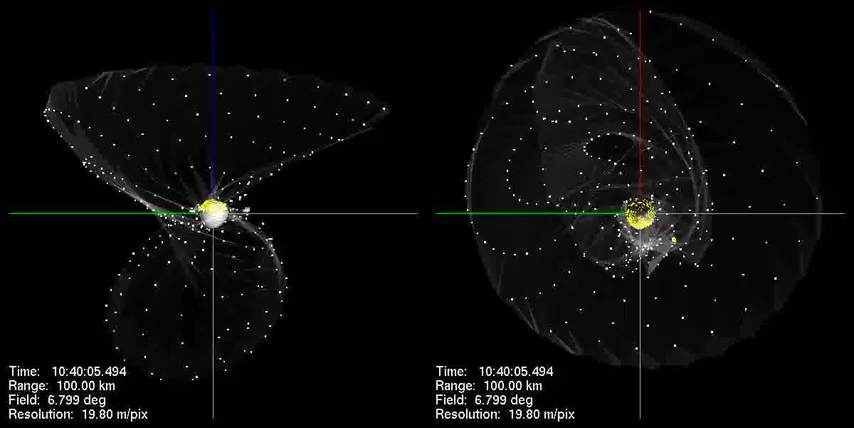 Time: 10:40:05.494
Range: 100.00 km
Field: 6.799 deg
Resolution: 19.80 m/pix
Time: 10:40:05.494
Range: 100.00 km
Field: 6.799 deg
Resolution: 19.80 m/pix